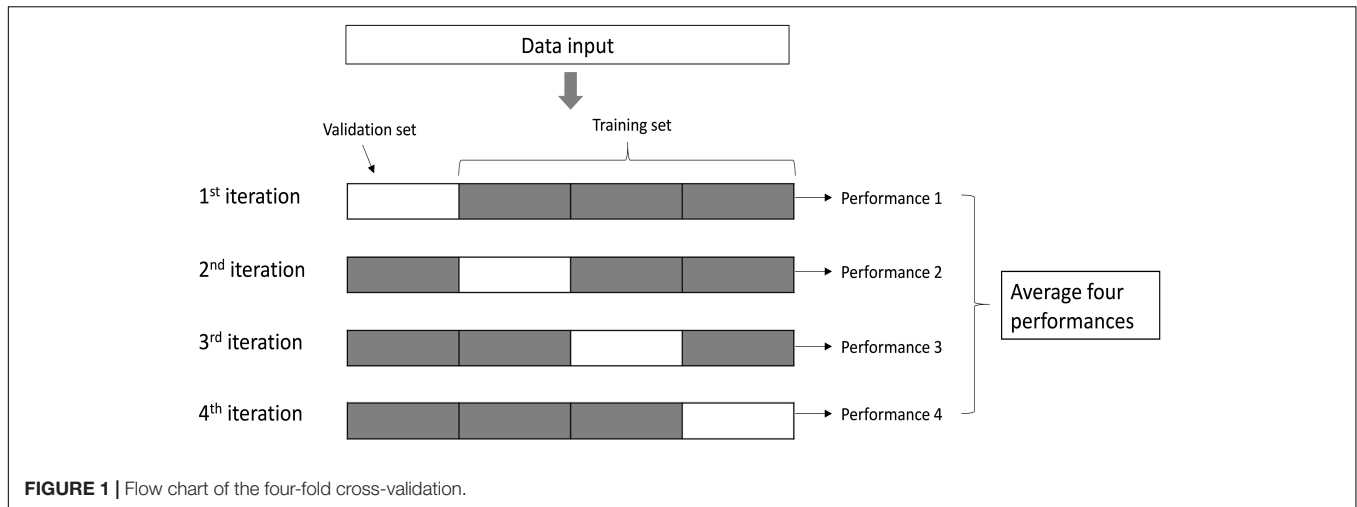 Data input
Validation set
Training set
1st iteration
Performance 1
2nd iteration
Performance 2
Average four
performances
3rd iteration
Performance 3
4th iteration
Performance 4
FIGURE 1 | Flow chart of the four-fold cross-validation.